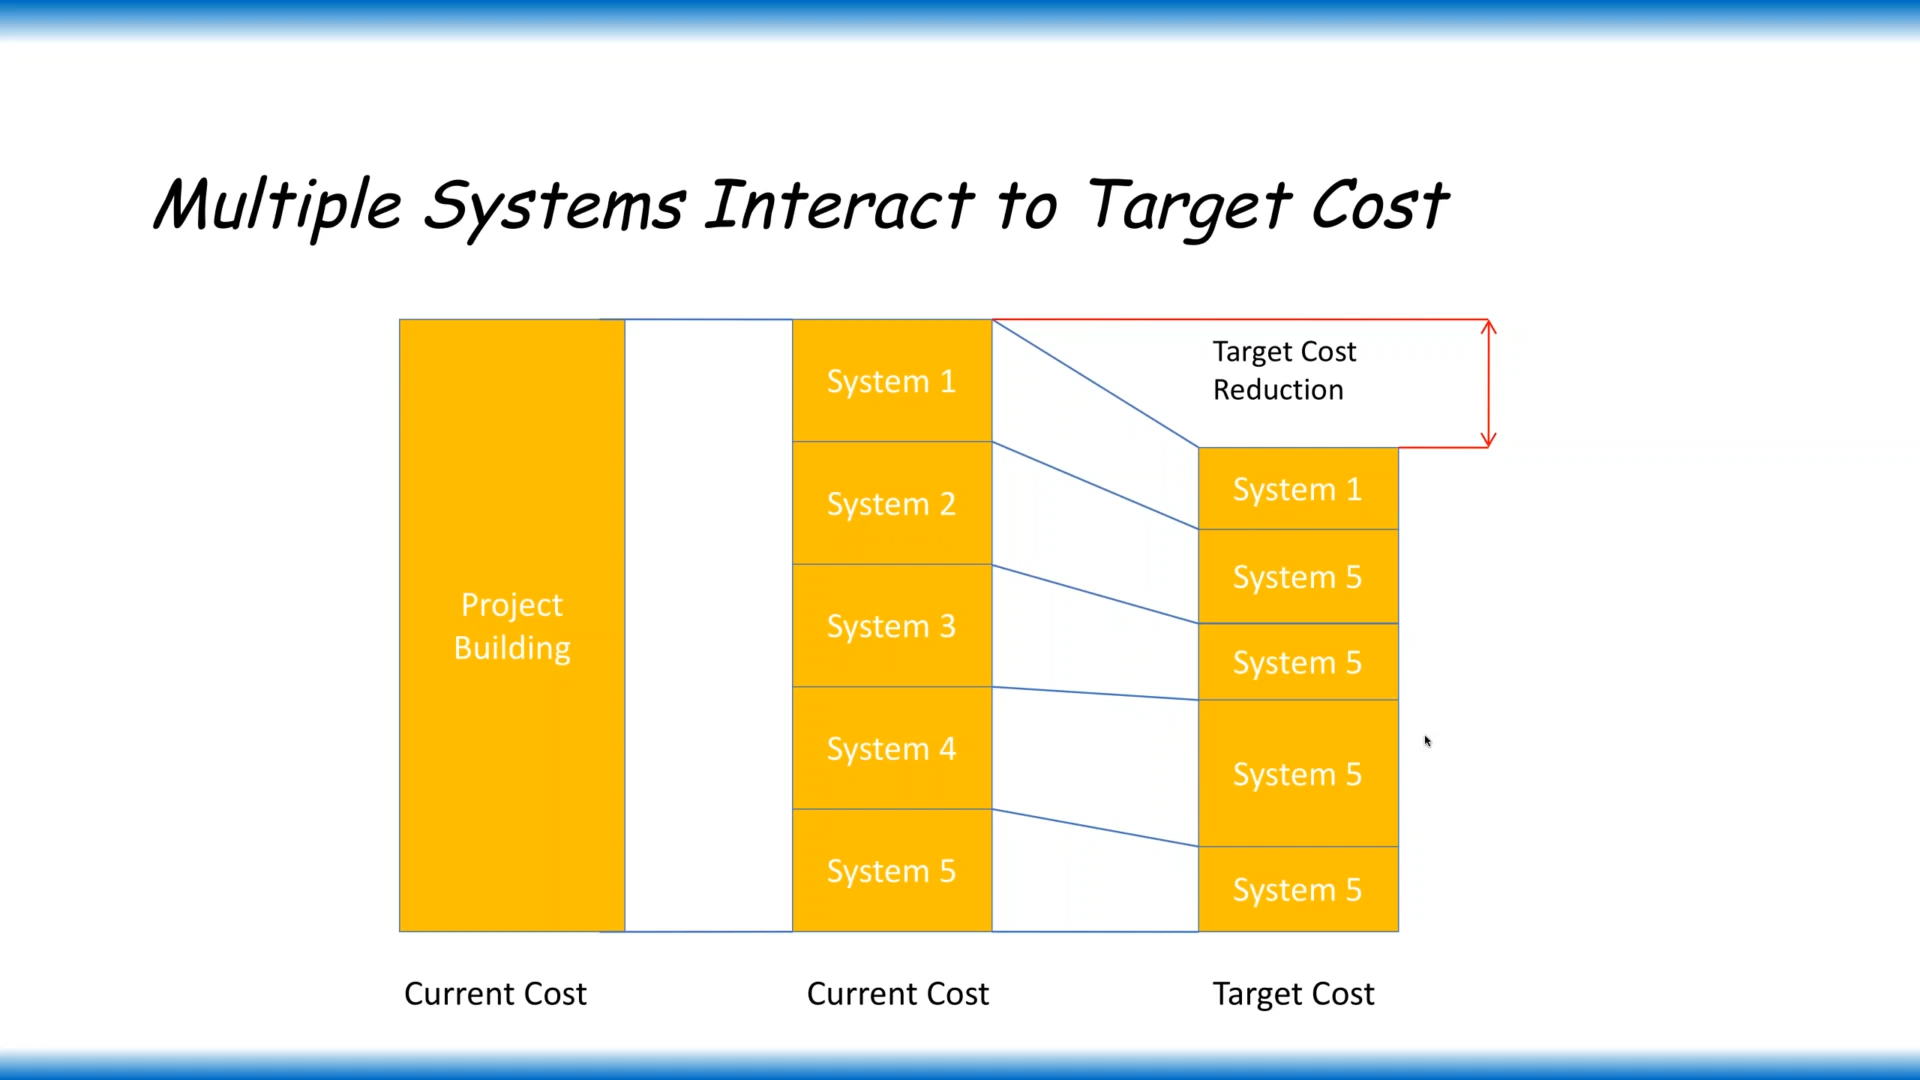 Multiple Systems Interact to Target Cost
Project
Building
System 1
System 2
System 3
System 4
System 5
Target Cost
Reduction
System 1
System 5
System 5
System 5
System 5
Current Cost
Current Cost
Target Cost